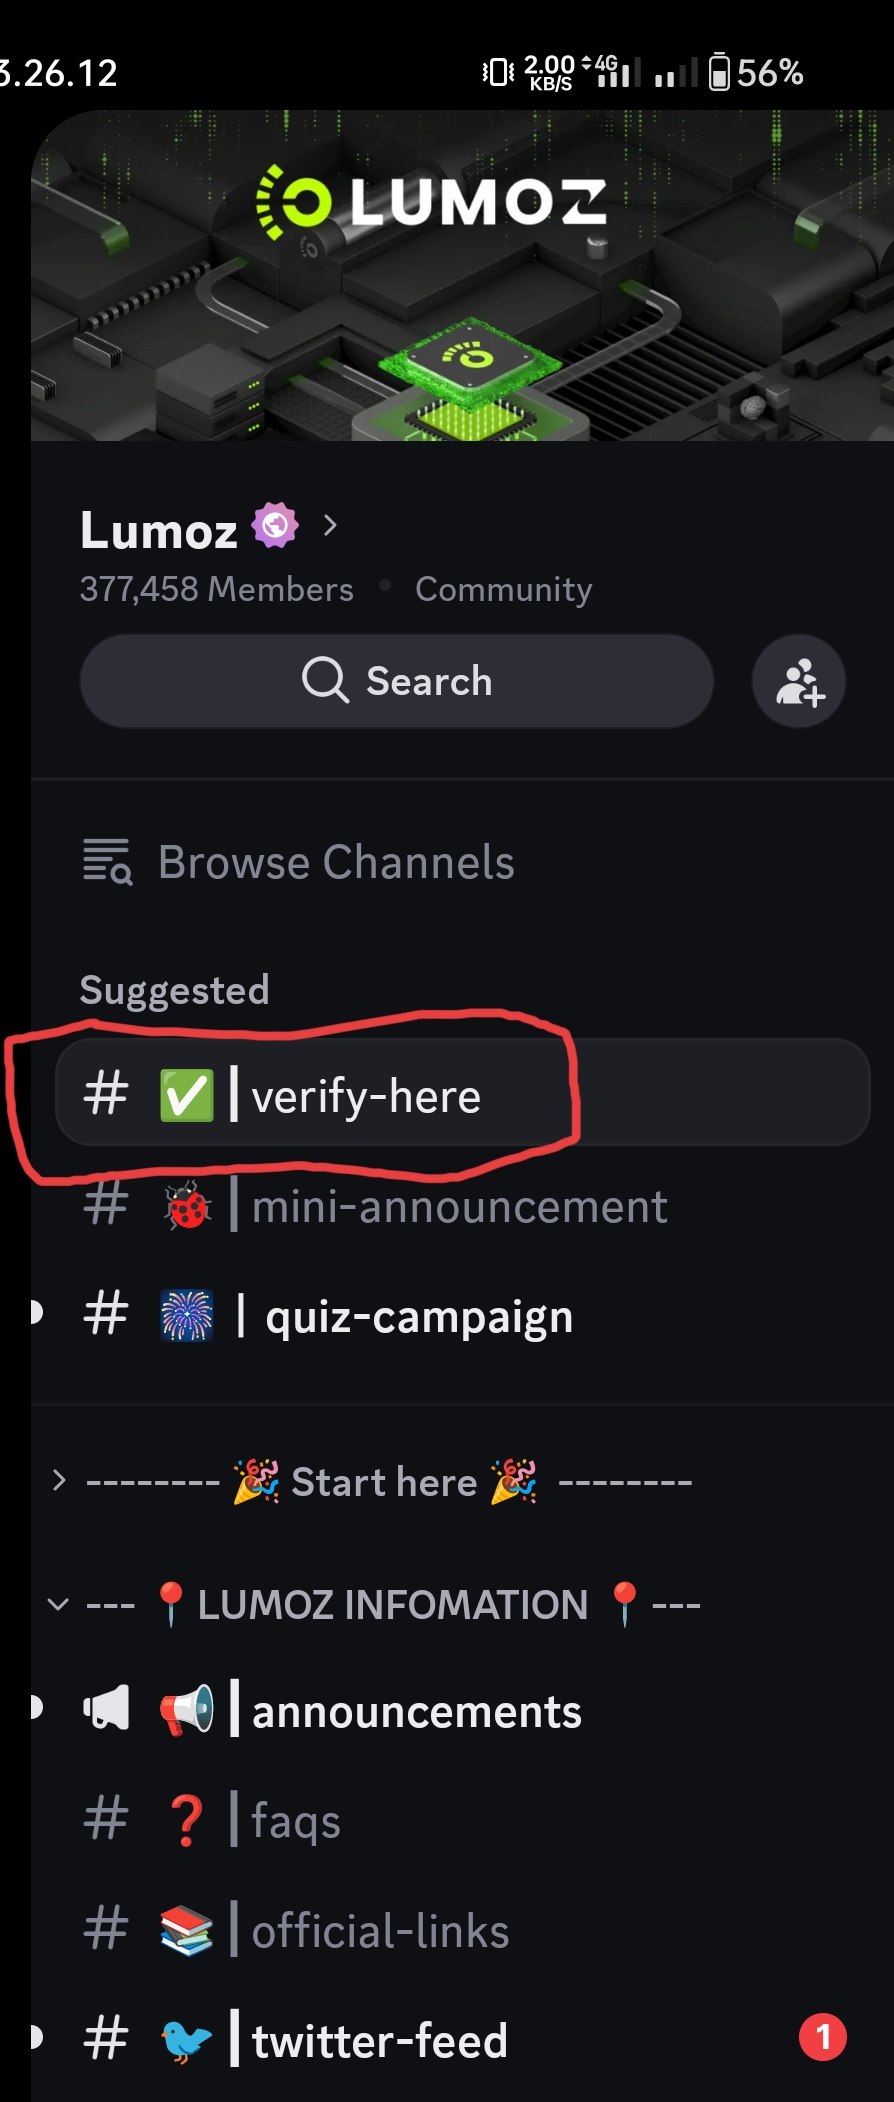 3.26.12
2.00 KB/S 4G 56%
LUMOZ
Lumoz
377,458 Members • Community
Search
Browse Channels
Suggested
# ✅ | verify-here
# 🐞 | mini-announcement
# 🎆 | quiz-campaign
-------- 🎉 Start here 🎉 --------
--- 📍 LUMOZ INFOMATION 📍 ---
📢 | announcements
# ❓ | faqs
# 📚 | official-links
# 🐦 | twitter-feed 1